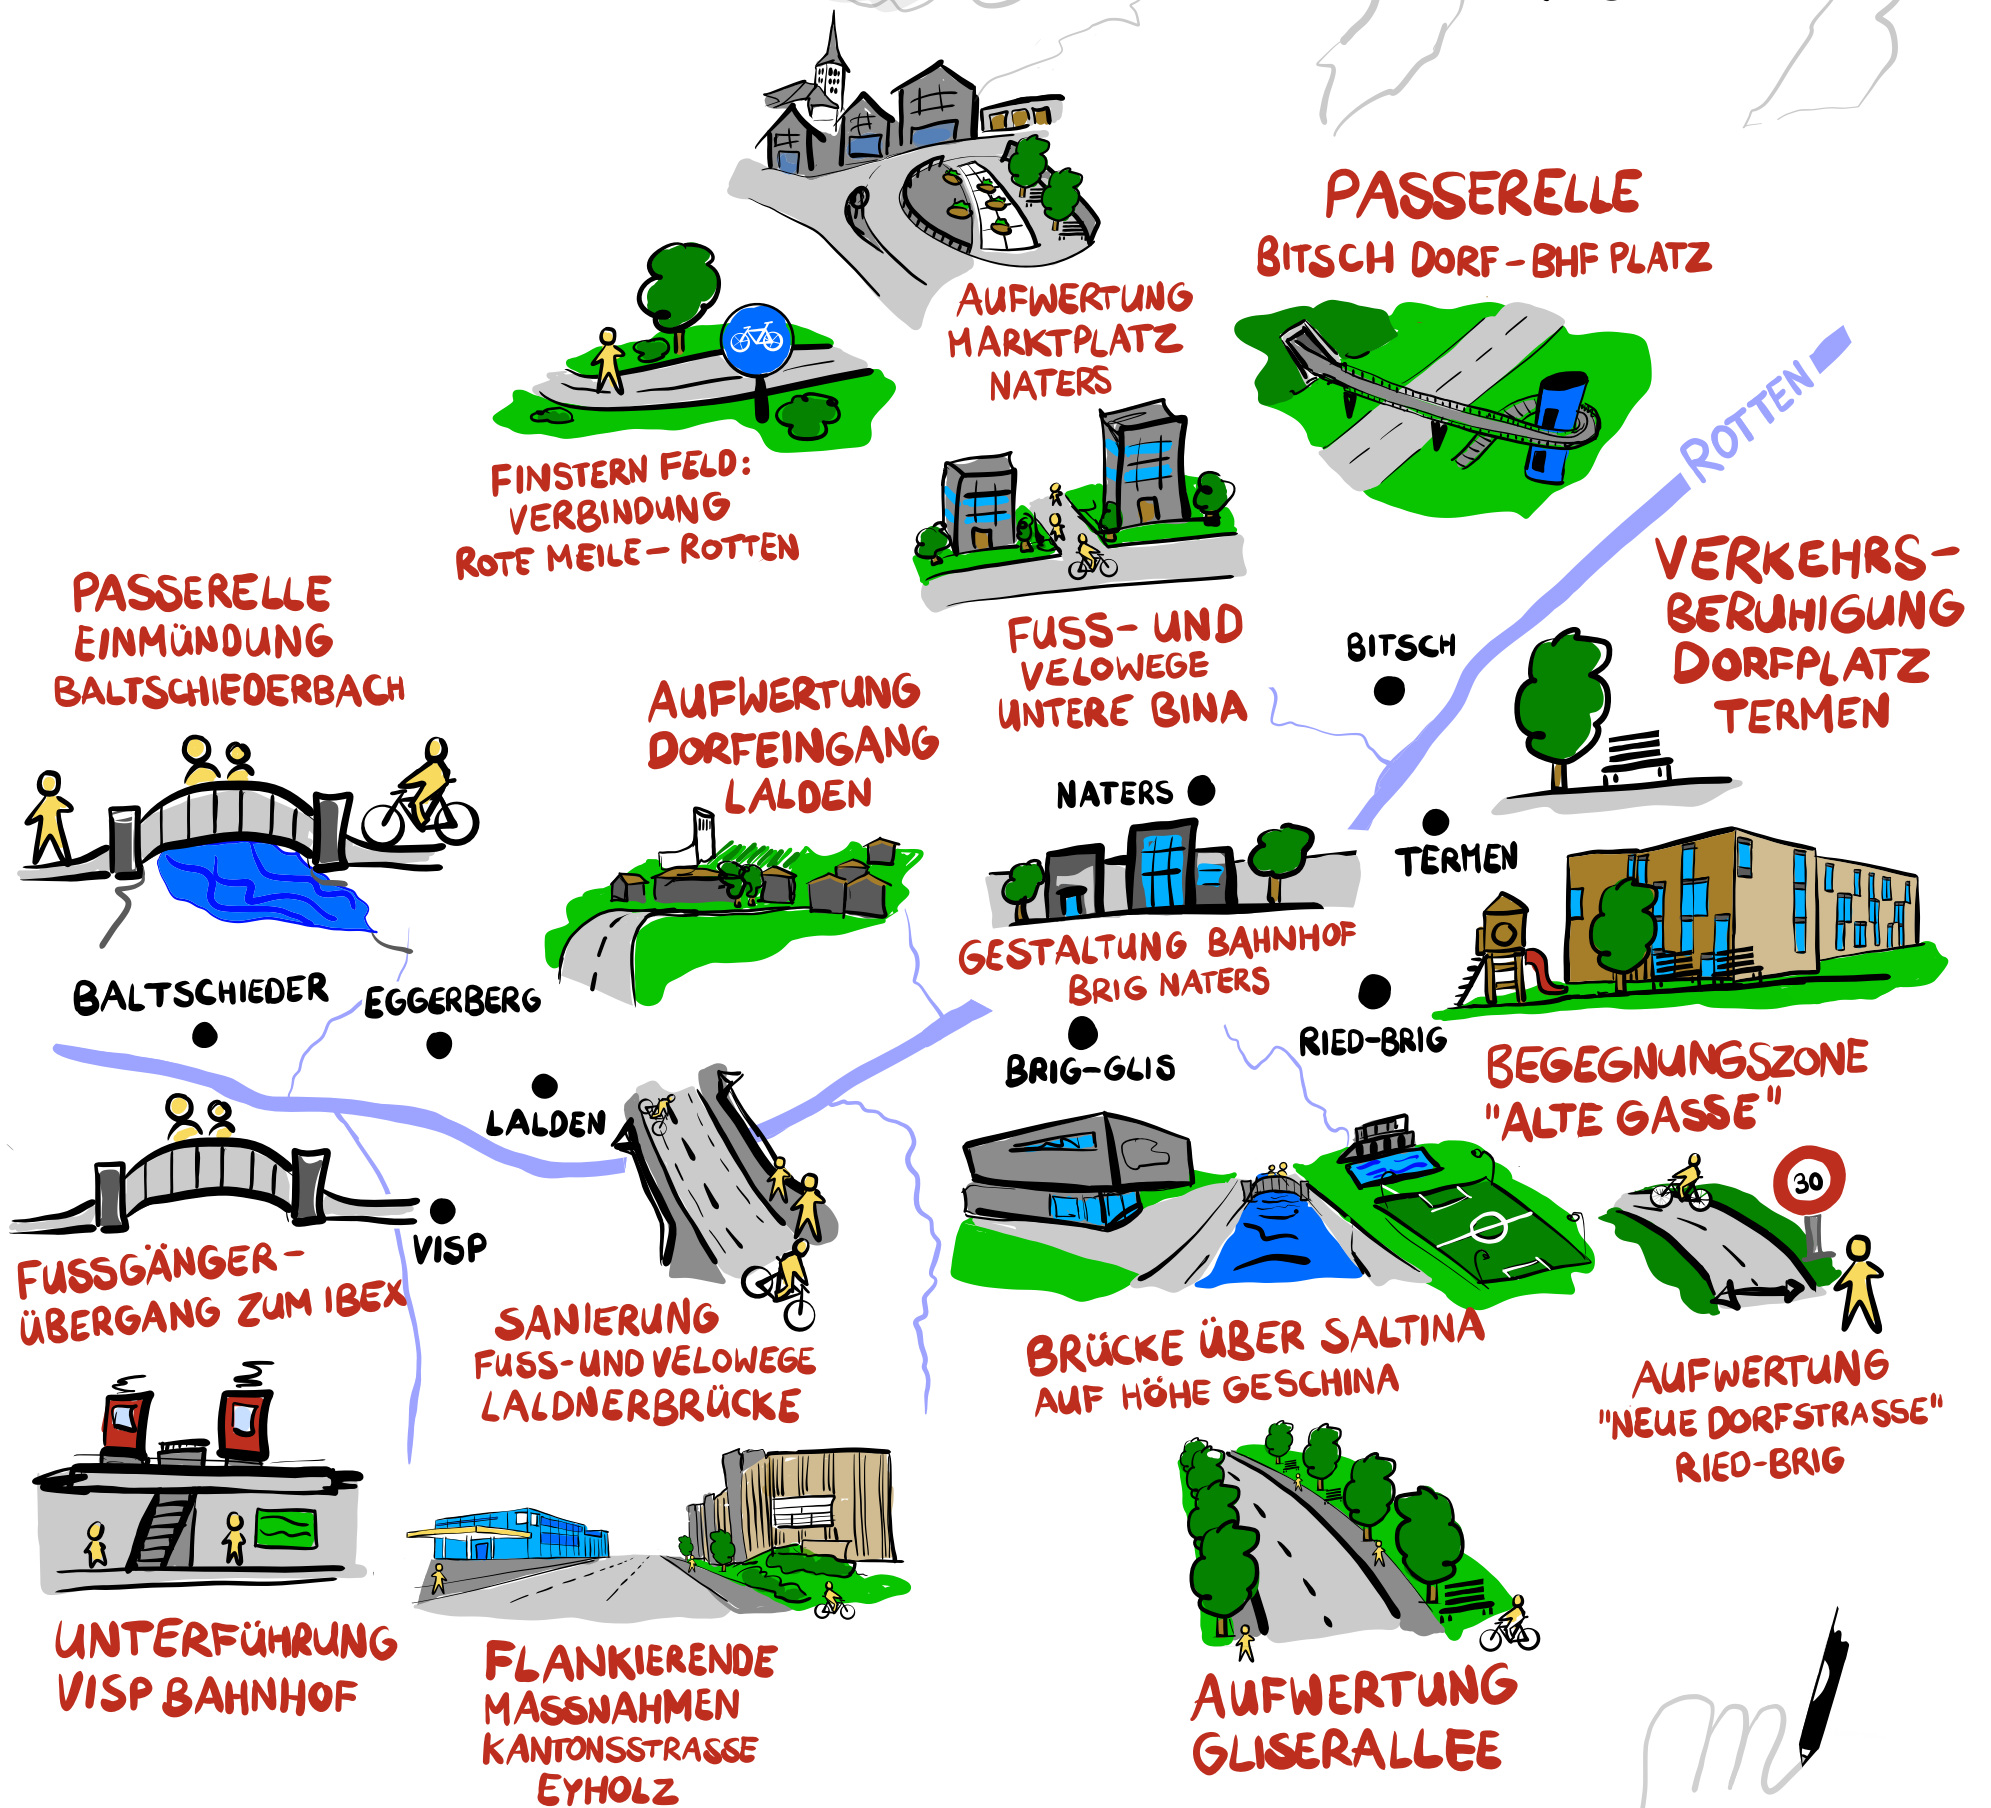 PASSERELLE
BITSCH DORF-BHF PLATZ
AUFWERTUNG
MARKTPLATZ
NATERS
ROTTEN
FINSTERN FELD:
VERBINDUNG
ROTE MEILE-ROTTEN
VERKEHRS-
BERUHIGUNG
DORFPLATZ
TERMEN
PASSERELLE
EINMÜNDUNG
BALTSCHIEDERBACH
FUSS- UND
VELOWEGE
UNTERE BINA
BITSCH
AUFWERTUNG
DORFEINGANG
LALDEN
NATERS
TERMEN
GESTALTUNG BAHNHOF
BRIG NATERS
BALTSCHIEDER
EGGERBERG
BRIG-GLIS
RIED-BRIG
BEGEGNUNGSZONE
"ALTE GASSE"
LALDEN
30
VISP
FUSSGÄNGER-
ÜBERGANG ZUM IBEX
SANIERUNG
FUSS-UND VELOWEGE
LALDNERBRÜCKE
BRÜCKE ÜBER SALTINA
AUF HÖHE GESCHINA
AUFWERTUNG
"NEUE DORFSTRASSE"
RIED-BRIG
UNTERFÜHRUNG
VISP BAHNHOF
FLANKIERENDE
MASSNAHMEN
KANTONSSTRASSE
EYHOLZ
AUFWERTUNG
GLISERALLEE